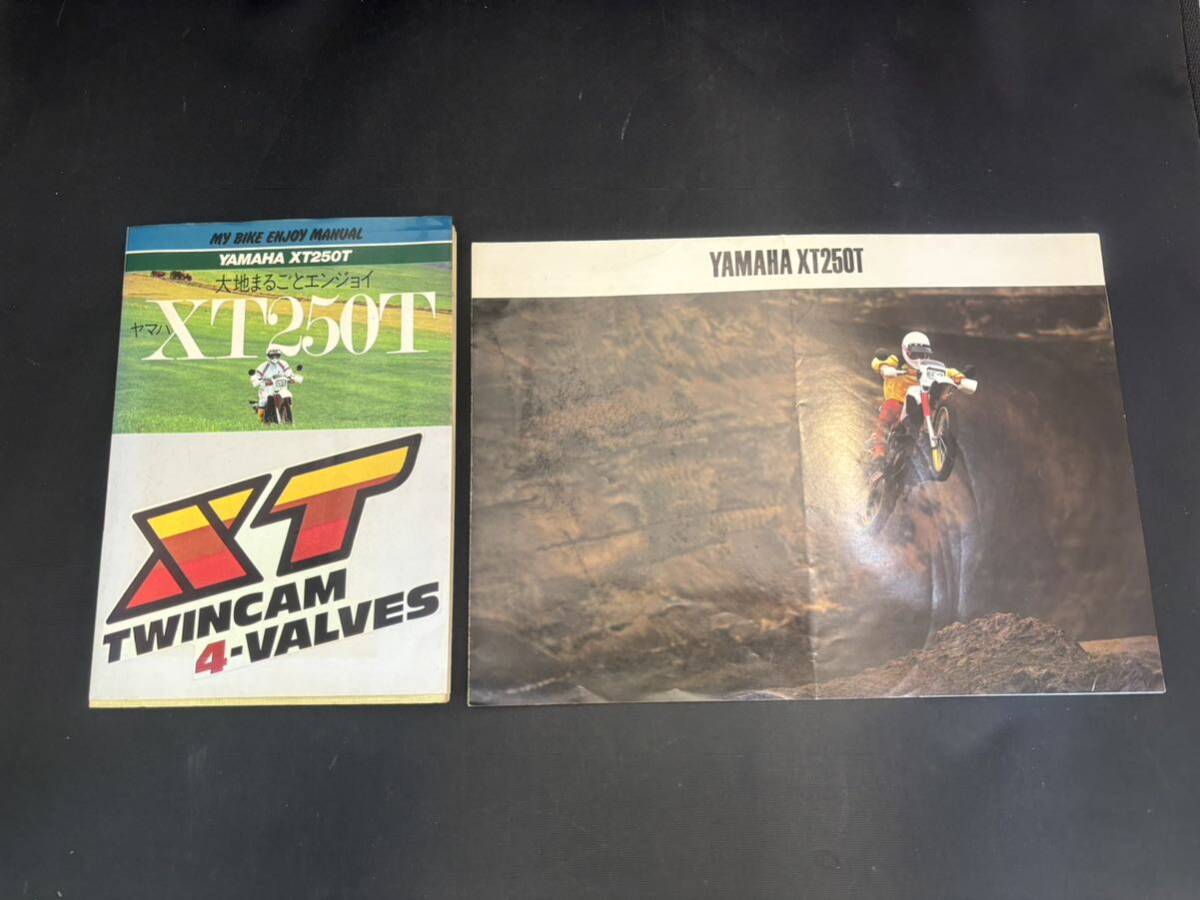 MY BIKE ENJOY MANUAL
YAMAHA XT250T
大地まるごとエンジョイ
ヤマハ XT250T
XT
TWINCAM
4-VALVES
YAMAHA XT250T